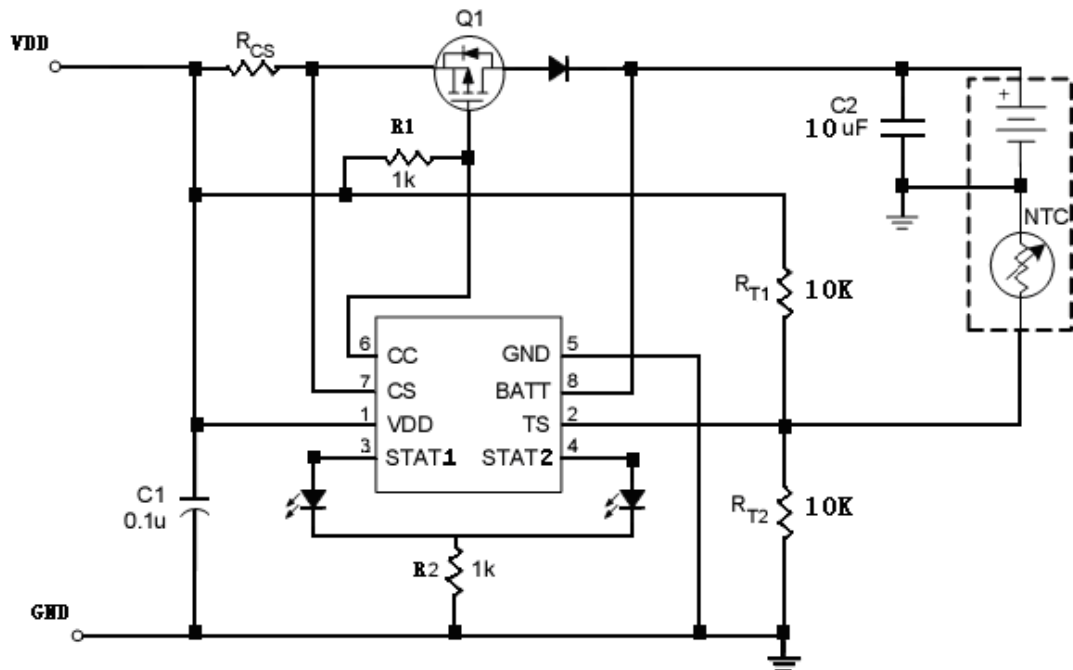 Q1
VDD
RCS
+
C2
10uF
R1
1k
NTC
RT1 10K
6 CC GND 5
7 CS BATT 8
1 VDD TS 2
3 STAT1 STAT2 4
C1
0.1u
RT2 10K
R2 1k
GND